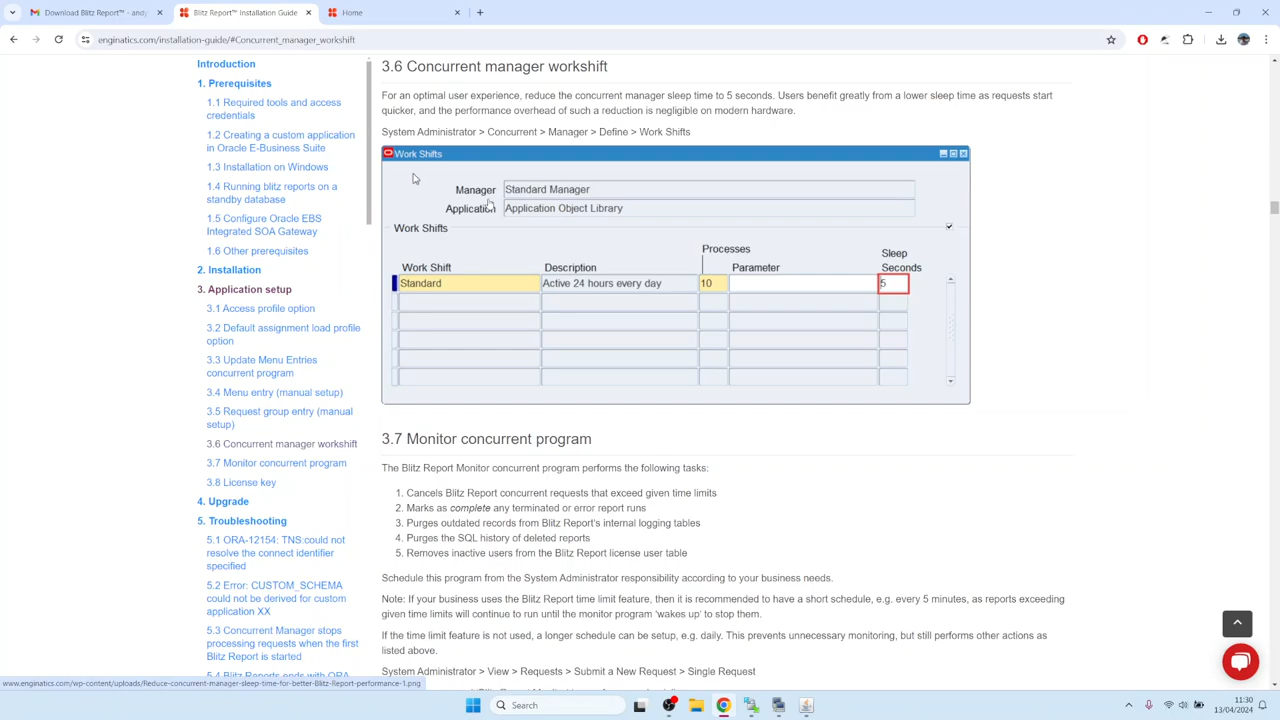 Download Blitz Report™ - andy
Blitz Report™ Installation Guide
Home
enginatics.com/installation-guide/#Concurrent_manager_workshift
Introduction
1. Prerequisites
1.1 Required tools and access
credentials
1.2 Creating a custom application
in Oracle E-Business Suite
1.3 Installation on Windows
1.4 Running blitz reports on a
standby database
1.5 Configure Oracle EBS
Integrated SOA Gateway
1.6 Other prerequisites
2. Installation
3. Application setup
3.1 Access profile option
3.2 Default assignment load profile
option
3.3 Update Menu Entries
concurrent program
3.4 Menu entry (manual setup)
3.5 Request group entry (manual
setup)
3.6 Concurrent manager workshift
3.7 Monitor concurrent program
3.8 License key
4. Upgrade
5. Troubleshooting
5.1 ORA-12154: TNS:could not
resolve the connect identifier
specified
5.2 Error: CUSTOM_SCHEMA
could not be derived for custom
application XX
5.3 Concurrent Manager stops
processing requests when the first
Blitz Report is started
5.4 Blitz Reports ends with ORA
3.6 Concurrent manager workshift
For an optimal user experience, reduce the concurrent manager sleep time to 5 seconds. Users benefit greatly from a lower sleep time as requests start
quicker, and the performance overhead of such a reduction is negligible on modern hardware.
System Administrator > Concurrent > Manager > Define > Work Shifts
Work Shifts
Manager Standard Manager
Application Application Object Library
Work Shifts
Processes
Sleep
Work Shift Description Parameter Seconds
Standard Active 24 hours every day 10 5
3.7 Monitor concurrent program
The Blitz Report Monitor concurrent program performs the following tasks:
1. Cancels Blitz Report concurrent requests that exceed given time limits
2. Marks as complete any terminated or error report runs
3. Purges outdated records from Blitz Report's internal logging tables
4. Purges the SQL history of deleted reports
5. Removes inactive users from the Blitz Report license user table
Schedule this program from the System Administrator responsibility according to your business needs.
Note: If your business uses the Blitz Report time limit feature, then it is recommended to have a short schedule, e.g. every 5 minutes, as reports exceeding
given time limits will continue to run until the monitor program 'wakes up' to stop them.
If the time limit feature is not used, a longer schedule can be setup, e.g. daily. This prevents unnecessary monitoring, but still performs other actions as
listed above.
System Administrator > View > Requests > Submit a New Request > Single Request
www.enginatics.com/wp-content/uploads/Reduce-concurrent-manager-sleep-time-for-better-Blitz-Report-performance-1.png
Search
11:30
13/04/2024